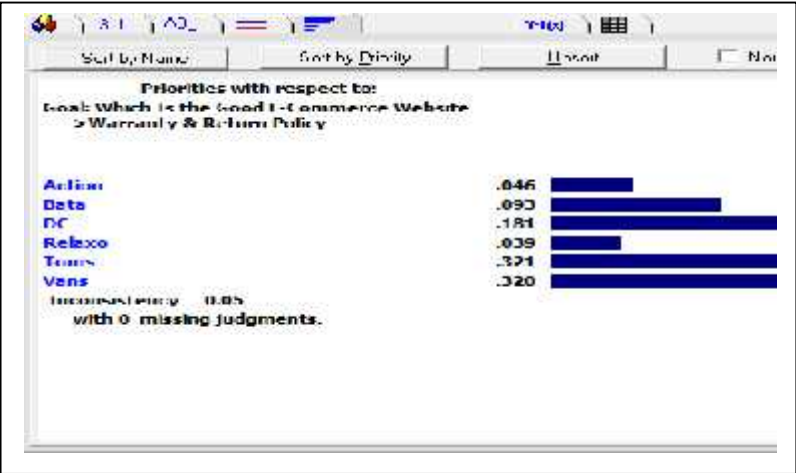 Sort by Name Sort by Priority Unsort
Priorities with respect to:
Goal: Which is the Good E-Commerce Website
>Warranty & Return Policy
Action .046
Bata .093
DC .181
Relaxo .039
Toms .321
Vans .320
Inconsistency 0.05
with 0 missing judgments.